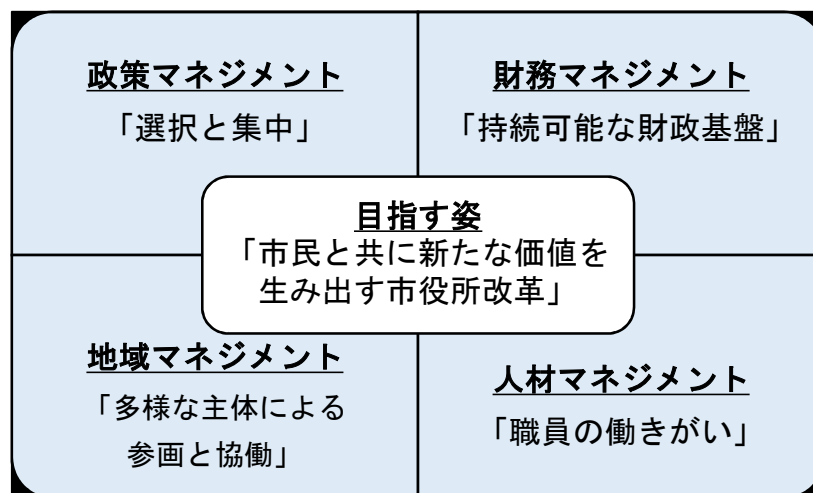 政策マネジメント
「選択と集中」
財務マネジメント
「持続可能な財政基盤」
目指す姿
「市民と共に新たな価値を
生み出す市役所改革」
地域マネジメント
「多様な主体による
参画と協働」
人材マネジメント
「職員の働きがい」